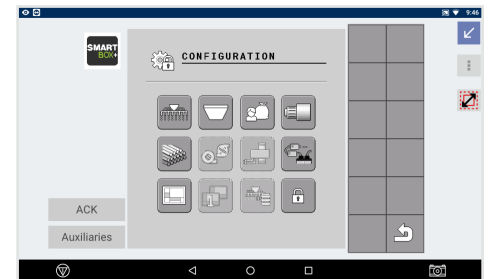 9:46
SMART
BOX+
CONFIGURATION
ACK
Auxiliaries